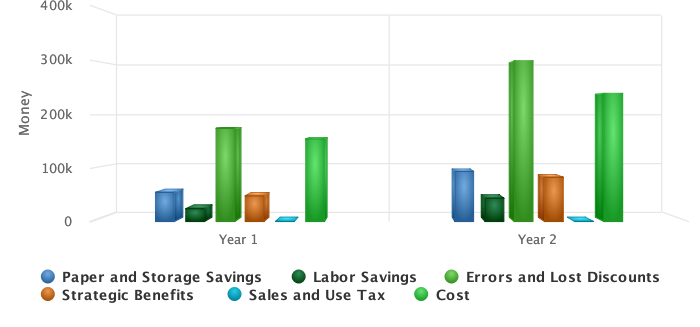 400k
300k
200k
100k
0
Money
Year 1
Year 2
Paper and Storage Savings
Labor Savings
Errors and Lost Discounts
Strategic Benefits
Sales and Use Tax
Cost